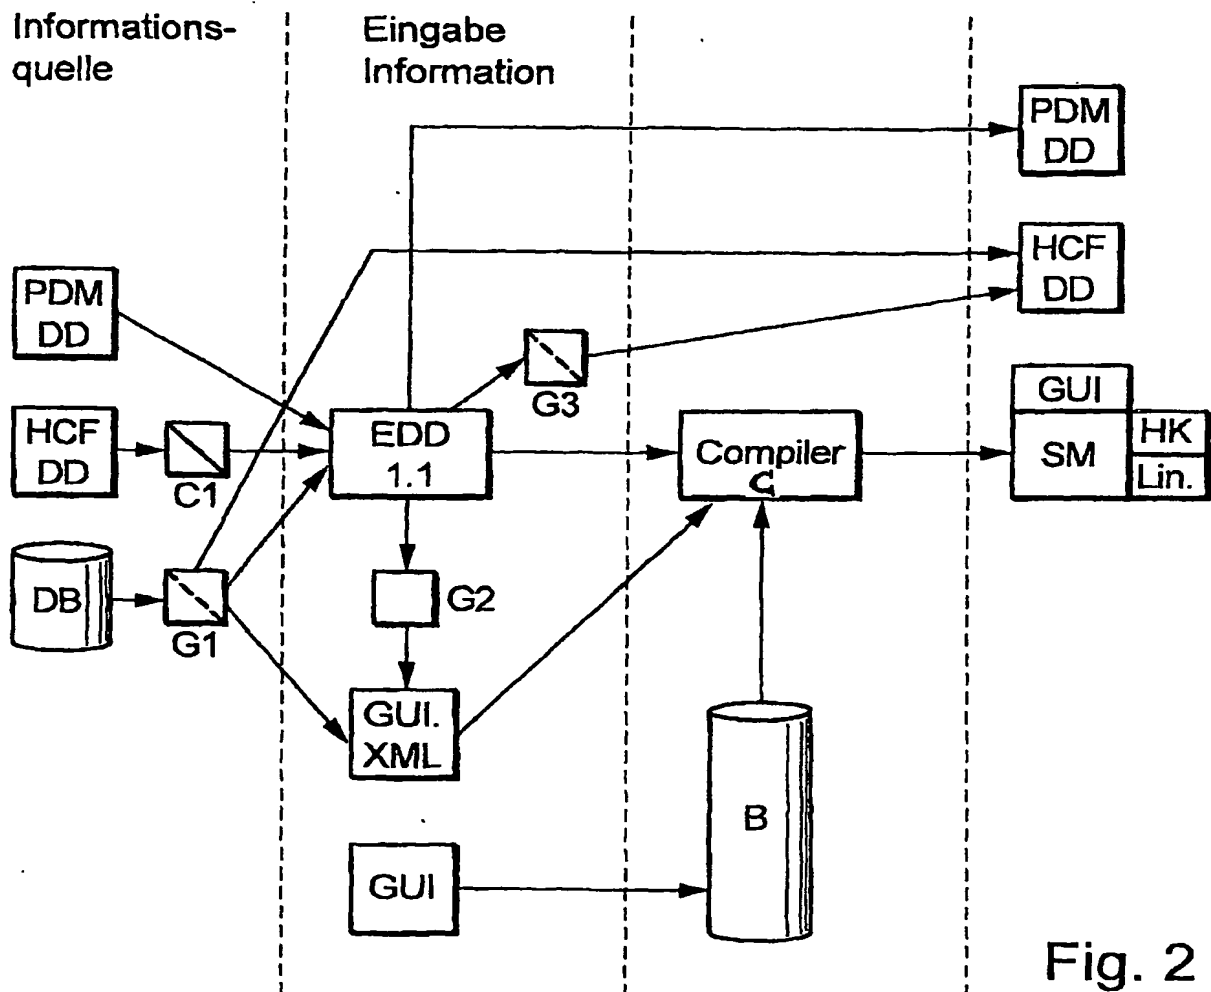 Informations-
quelle
Eingabe
Information
PDM
DD
HCF
DD
PDM
DD
G3
GUI
HCF
DD
C1
EDD
1.1
Compiler
C
SM
HK
Lin.
DB
G1
G2
GUI.
XML
B
GUI
Fig. 2